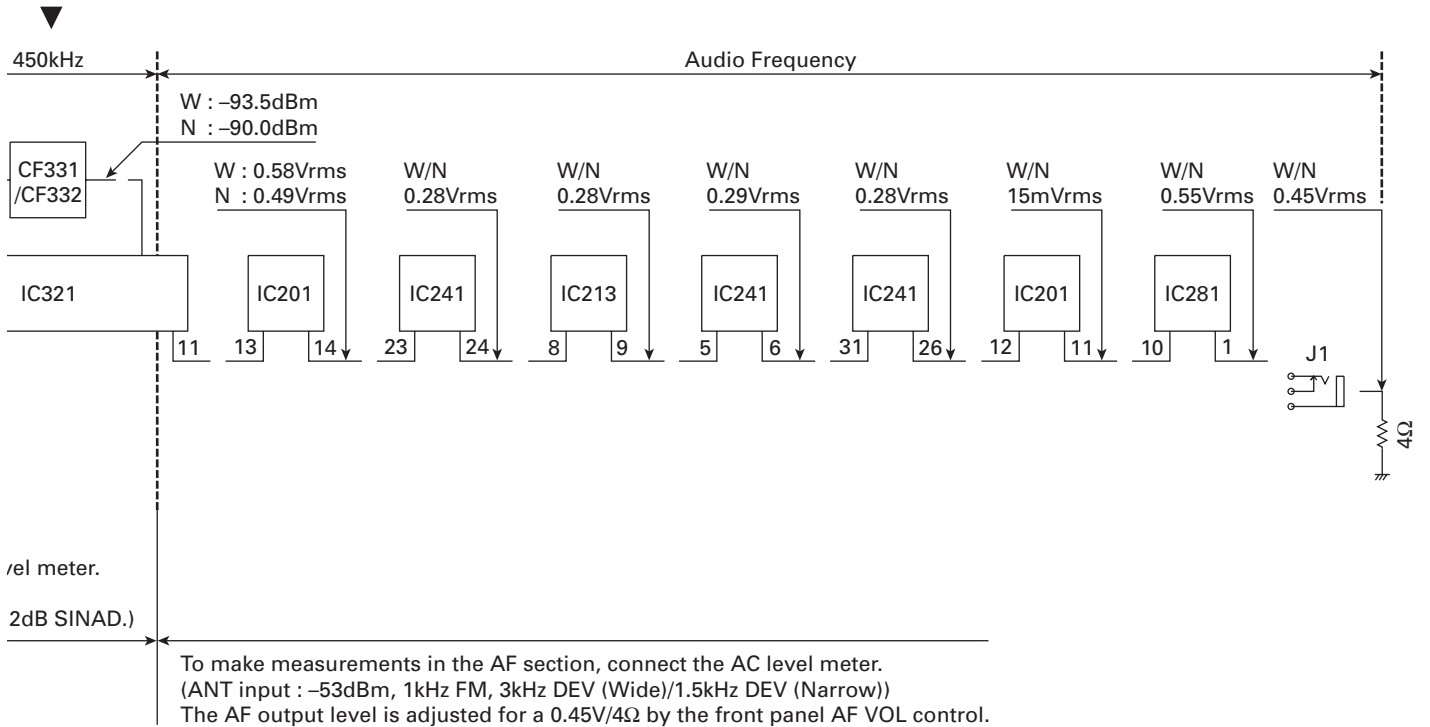 450kHz
Audio Frequency
W : –93.5dBm
N : –90.0dBm
CF331
/CF332
W : 0.58Vrms
N : 0.49Vrms
W/N
0.28Vrms
W/N
0.28Vrms
W/N
0.29Vrms
W/N
0.28Vrms
W/N
15mVrms
W/N
0.55Vrms
W/N
0.45Vrms
IC321
IC201
IC241
IC213
IC241
IC241
IC201
IC281
11
13
14
23
24
8
9
5
6
31
26
12
11
10
1
J1
4Ω
vel meter.
2dB SINAD.)
To make measurements in the AF section, connect the AC level meter.
(ANT input : –53dBm, 1kHz FM, 3kHz DEV (Wide)/1.5kHz DEV (Narrow))
The AF output level is adjusted for a 0.45V/4Ω by the front panel AF VOL control.